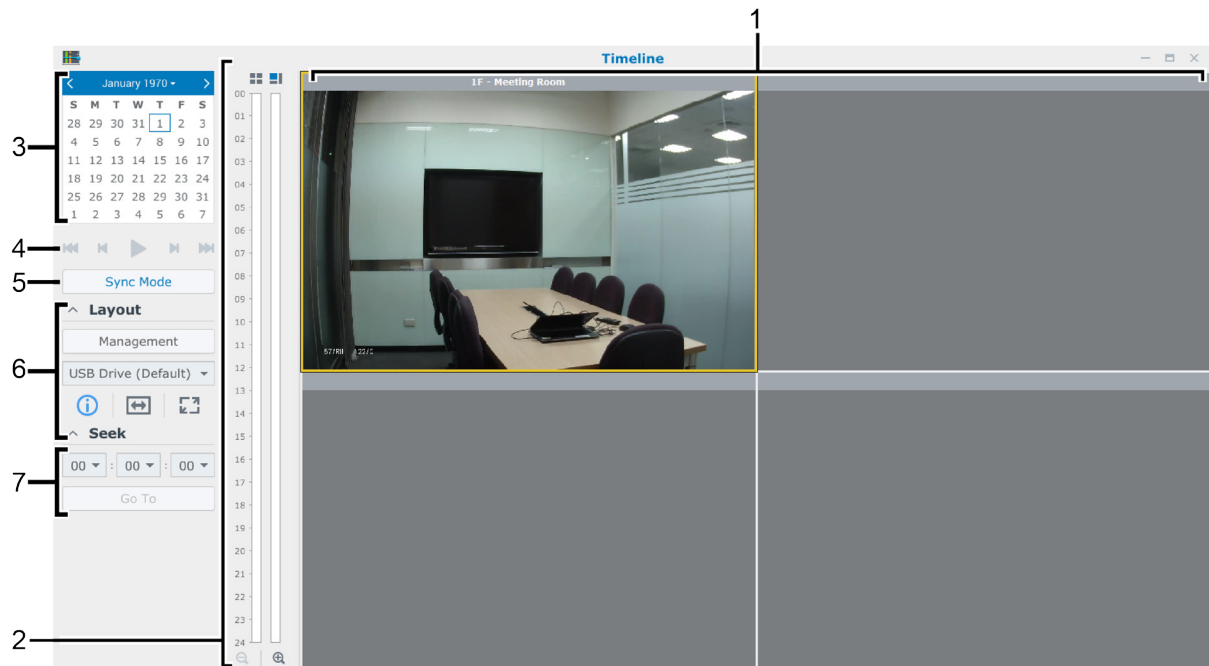 1
Timeline
January 1970
S M T W T F S
28 29 30 31 1 2 3
4 5 6 7 8 9 10
11 12 13 14 15 16 17
18 19 20 21 22 23 24
25 26 27 28 29 30 31
1 2 3 4 5 6 7
3
4
5
Sync Mode
6
Layout
Management
USB Drive (Default)
Seek
7
00 : 00 : 00
Go To
2
00
01
02
03
04
05
06
07
08
09
10
11
12
13
14
15
16
17
18
19
20
21
22
23
24
1F - Meeting Room